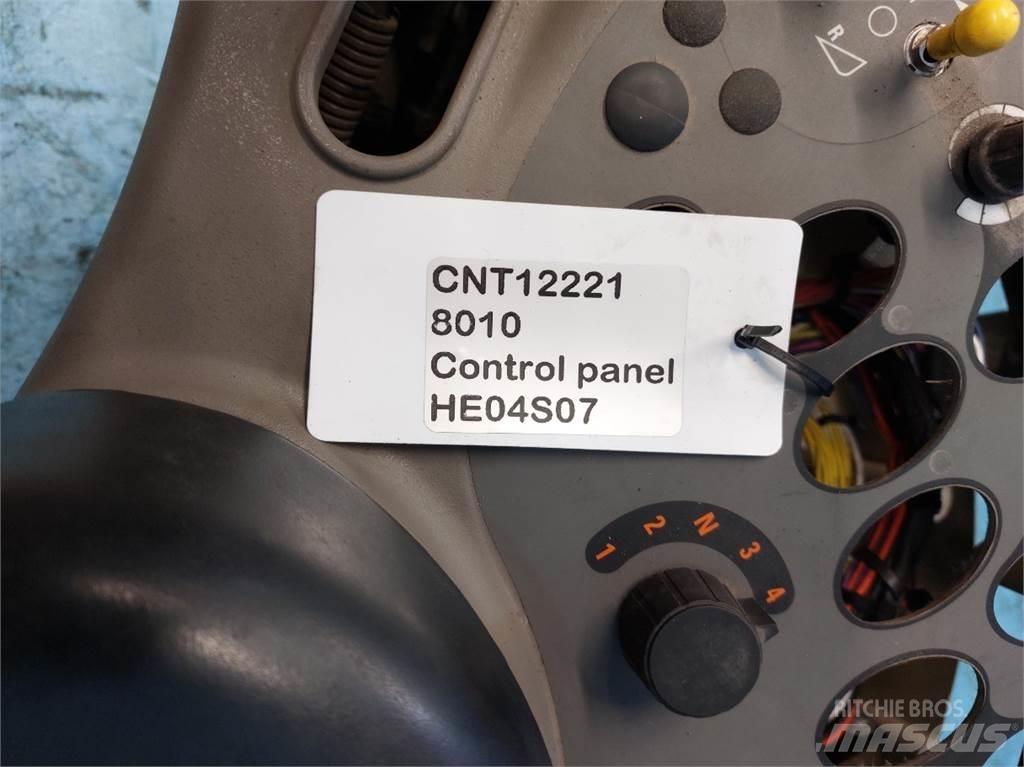 R
CNT12221
8010
Control panel
HE04S07
1 2 N 3 4
RITCHIE BROS.
MASCUS